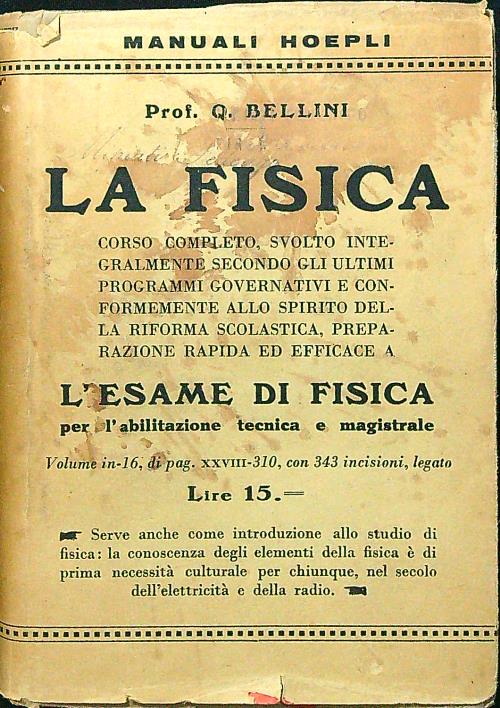 MANUALI HOEPLI
Prof. Q. BELLINI
LA FISICA
CORSO COMPLETO, SVOLTO INTE-
GRALMENTE SECONDO GLI ULTIMI
PROGRAMMI GOVERNATIVI E CON-
FORMEMENTE ALLO SPIRITO DEL-
LA RIFORMA SCOLASTICA, PREPA-
RAZIONE RAPIDA ED EFFICACE A
L'ESAME DI FISICA
per l'abilitazione tecnica e magistrale
Volume in-16, di pag. XXVIII-310, con 343 incisioni, legato
Lire 15.=
Serve anche come introduzione allo studio di
fisica: la conoscenza degli elementi della fisica è di
prima necessità culturale per chiunque, nel secolo
dell'elettricità e della radio.